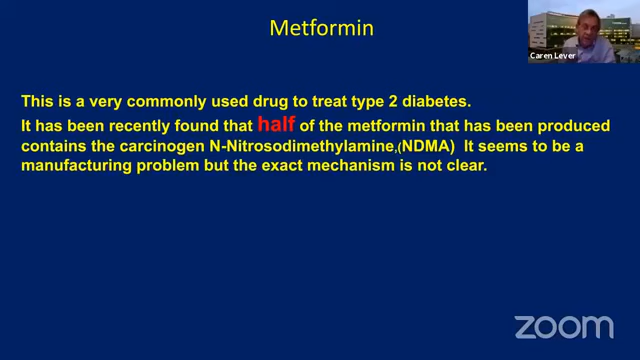 Metformin
Caren Lever
This is a very commonly used drug to treat type 2 diabetes.
It has been recently found that half of the metformin that has been produced
contains the carcinogen N-Nitrosodimethylamine,(NDMA) It seems to be a
manufacturing problem but the exact mechanism is not clear.
zoom